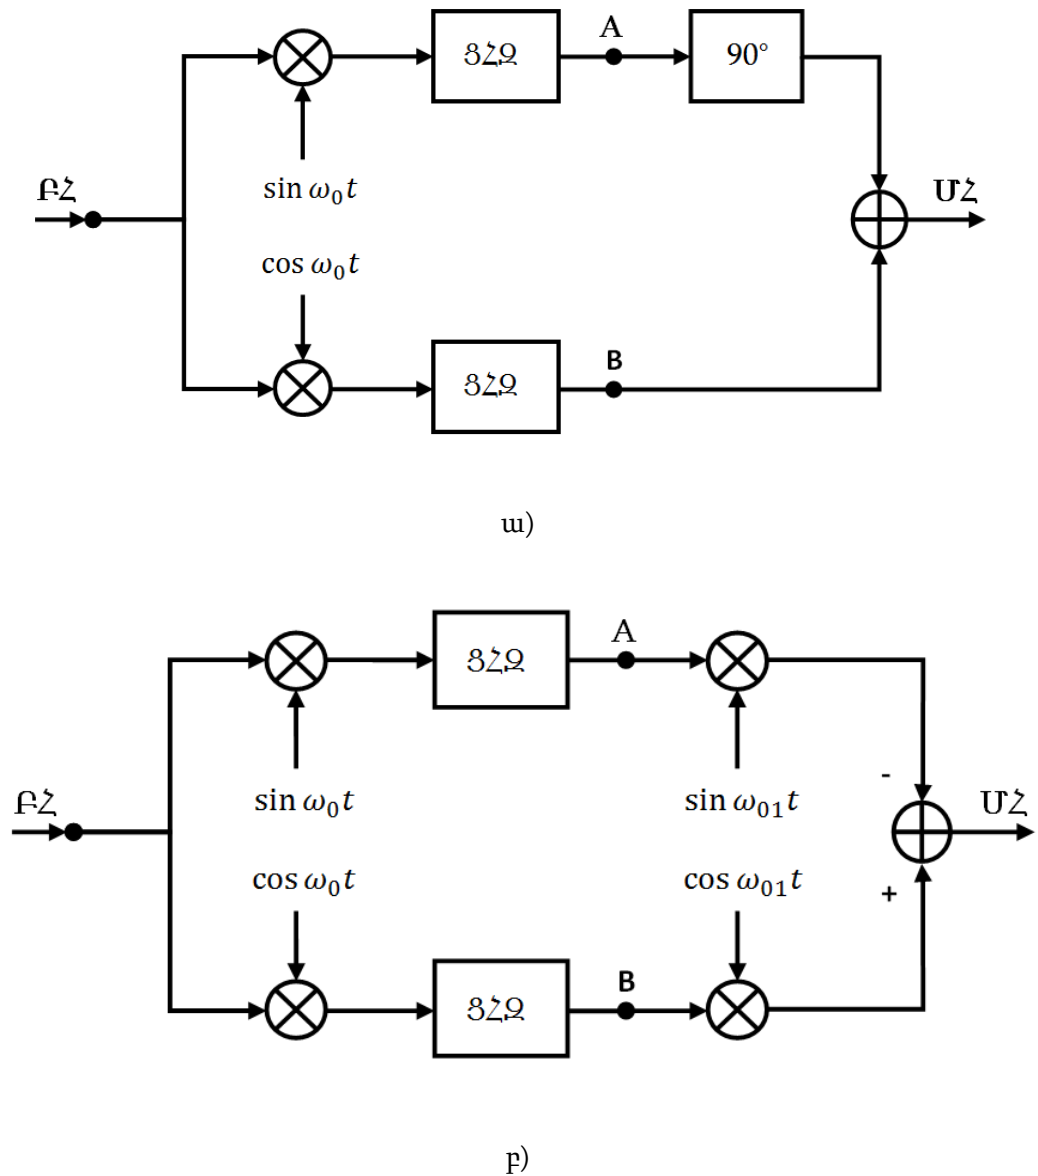 A
ՑՀԶ
90°
sin ω₀t
ԲՀ
ՄՀ
cos ω₀t
B
ՑՀԶ
ա)
A
ՑՀԶ
sin ω₀t
sin ω₀₁t
-
ԲՀ
ՄՀ
cos ω₀t
cos ω₀₁t
+
B
ՑՀԶ
բ)